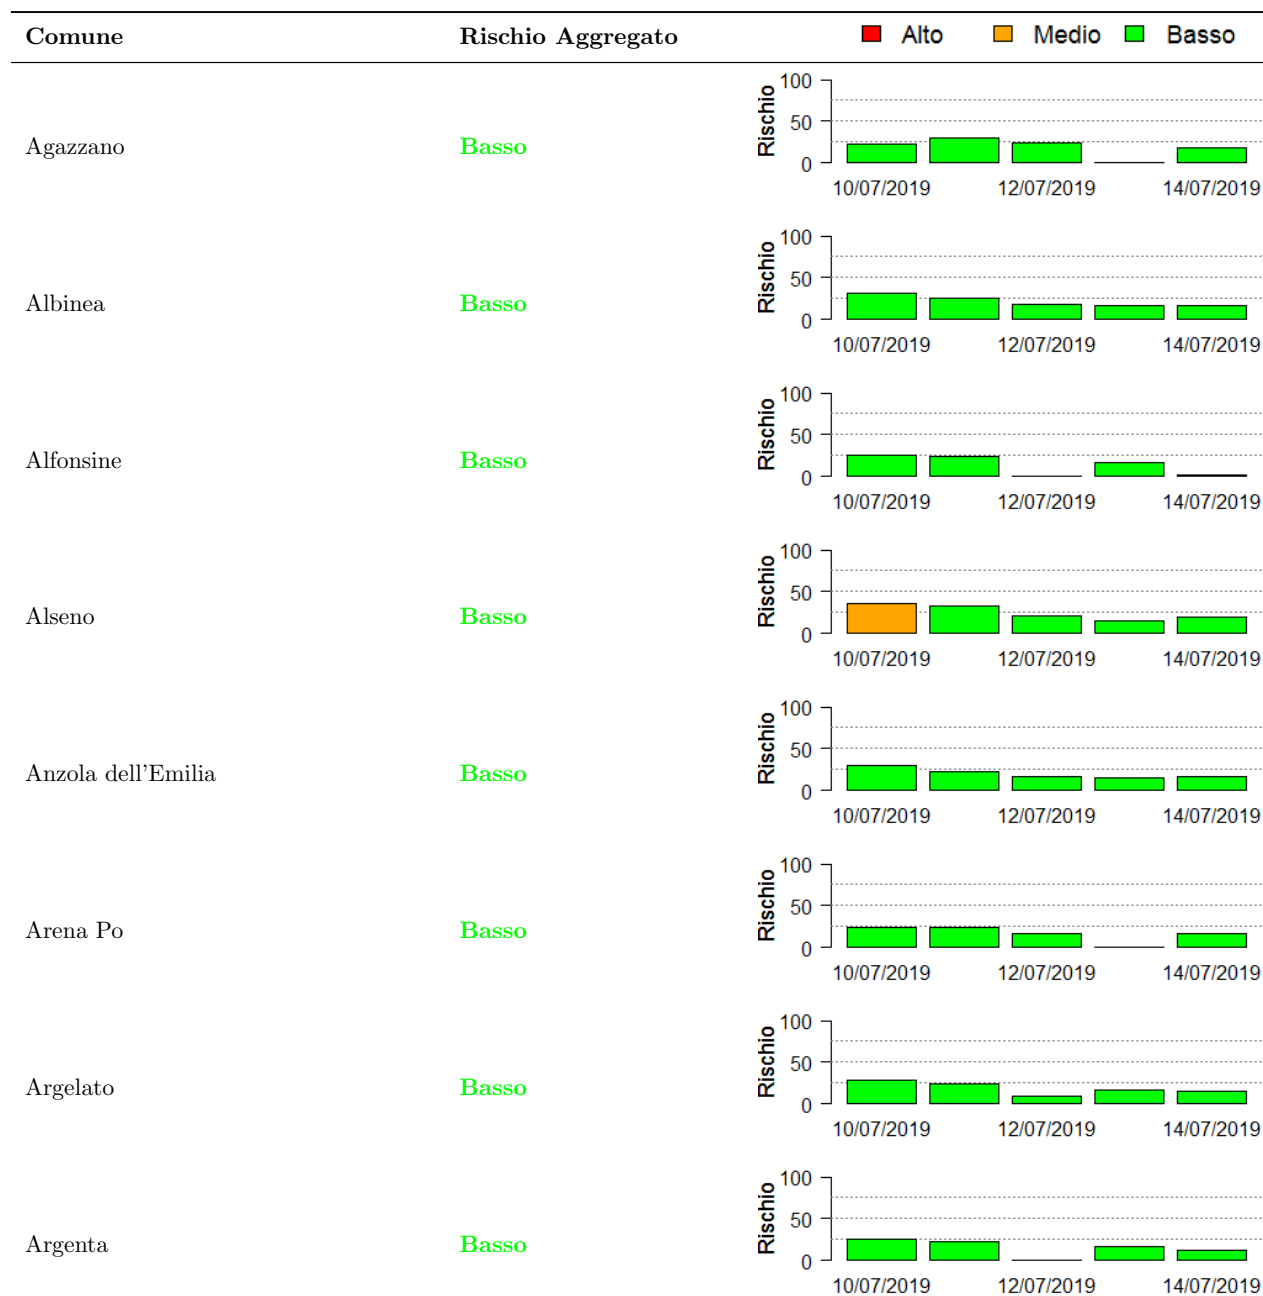 Comune Rischio Aggregato Alto Medio Basso
100
50
0
Rischio
Agazzano Basso
10/07/2019 12/07/2019 14/07/2019
100
50
0
Rischio
Albinea Basso
10/07/2019 12/07/2019 14/07/2019
100
50
0
Rischio
Alfonsine Basso
10/07/2019 12/07/2019 14/07/2019
100
50
0
Rischio
Alseno Basso
10/07/2019 12/07/2019 14/07/2019
100
50
0
Rischio
Anzola dell'Emilia Basso
10/07/2019 12/07/2019 14/07/2019
100
50
0
Rischio
Arena Po Basso
10/07/2019 12/07/2019 14/07/2019
100
50
0
Rischio
Argelato Basso
10/07/2019 12/07/2019 14/07/2019
100
50
0
Rischio
Argenta Basso
10/07/2019 12/07/2019 14/07/2019